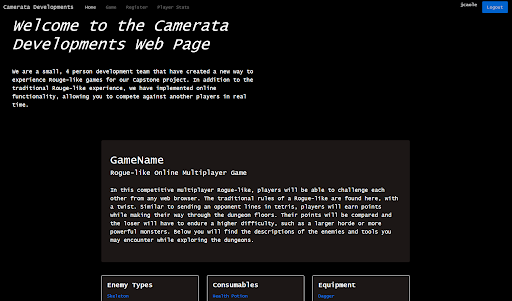 Camerata Developments Home Game Register Player Stats jcaole Logout
Welcome to the Camerata
Developments Web Page
We are a small, 4 person development team that have created a new way to
experience Rouge-like games for our Capstone project. In addition to the
traditional Rouge-like experience, we have implemented online
functionality, allowing you to compete against another players in real
time.
GameName
Rogue-like Online Multiplayer Game
In this competitive multiplayer Rogue-like, players will be able to challenge each
other from any web browser. The traditional rules of a Rogue-like are found here, with
a twist. Similar to sending an opponent lines in tetris, players will earn points
while making their way through the dungeon floors. Their points will be compared and
the loser will have to endure a higher difficulty, such as a larger horde or more
powerful monsters. Below you will find the descriptions of the enemies and tools you
may encounter while exploring the dungeons.
Enemy Types Consumables Equipment
Skeleton Health Potion Dagger